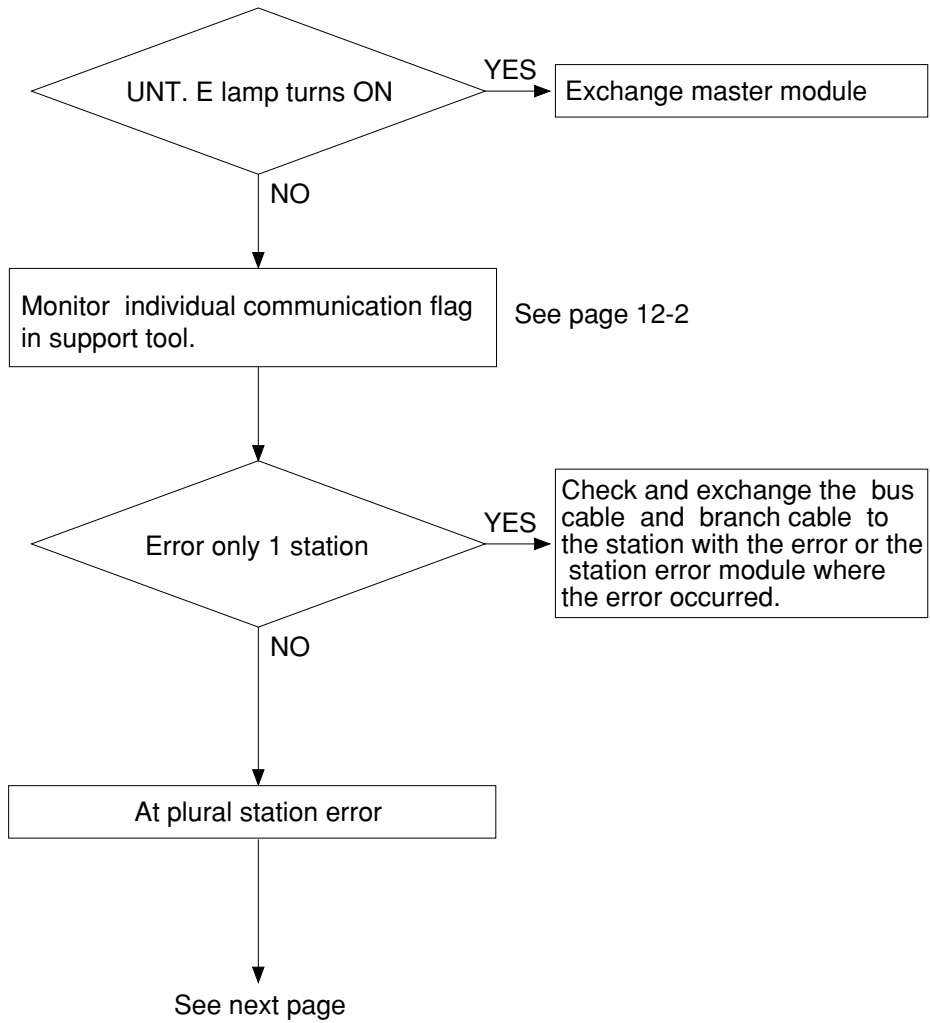 UNT. E lamp turns ON
YES
Exchange master module
NO
Monitor individual communication flag
in support tool.
See page 12-2
Error only 1 station
YES
Check and exchange the bus
cable and branch cable to
the station with the error or the
station error module where
the error occurred.
NO
At plural station error
See next page